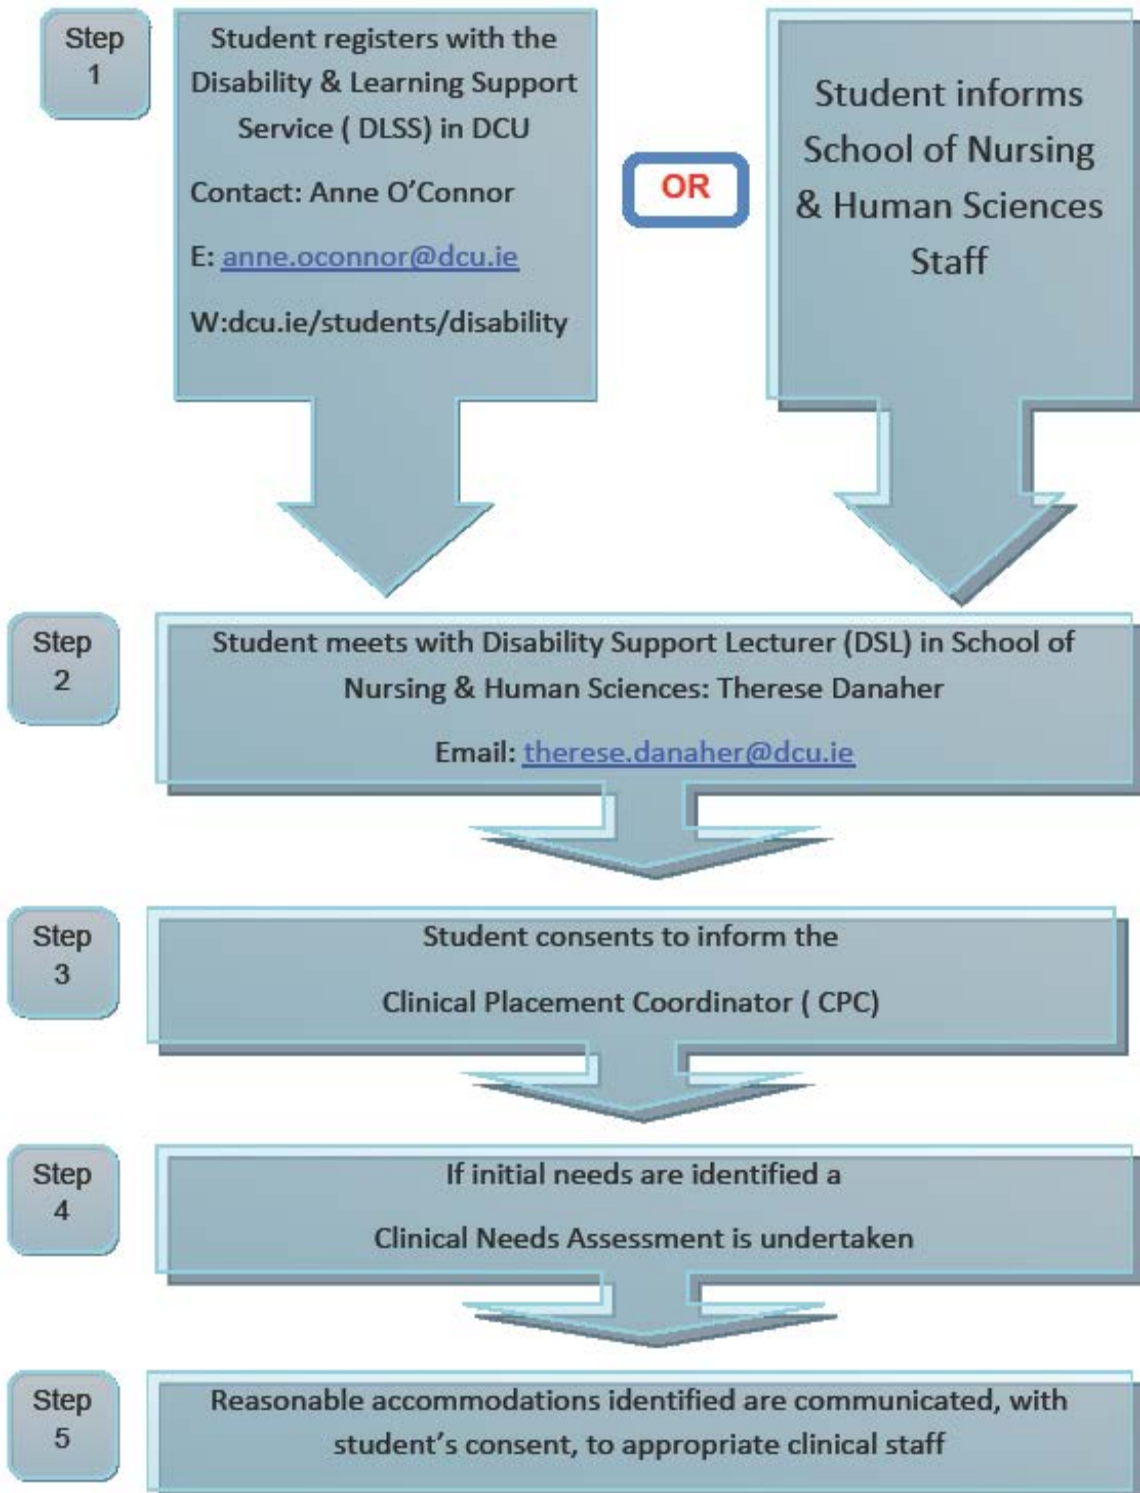 Step
1
Student registers with the
Disability & Learning Support
Service ( DLSS) in DCU
Contact: Anne O’Connor
E: anne.oconnor@dcu.ie
W:dcu.ie/students/disability
OR
Student informs
School of Nursing
& Human Sciences
Staff
Step
2
Student meets with Disability Support Lecturer (DSL) in School of
Nursing & Human Sciences: Therese Danaher
Email: therese.danaher@dcu.ie
Step
3
Student consents to inform the
Clinical Placement Coordinator ( CPC)
Step
4
If initial needs are identified a
Clinical Needs Assessment is undertaken
Step
5
Reasonable accommodations identified are communicated, with
student’s consent, to appropriate clinical staff